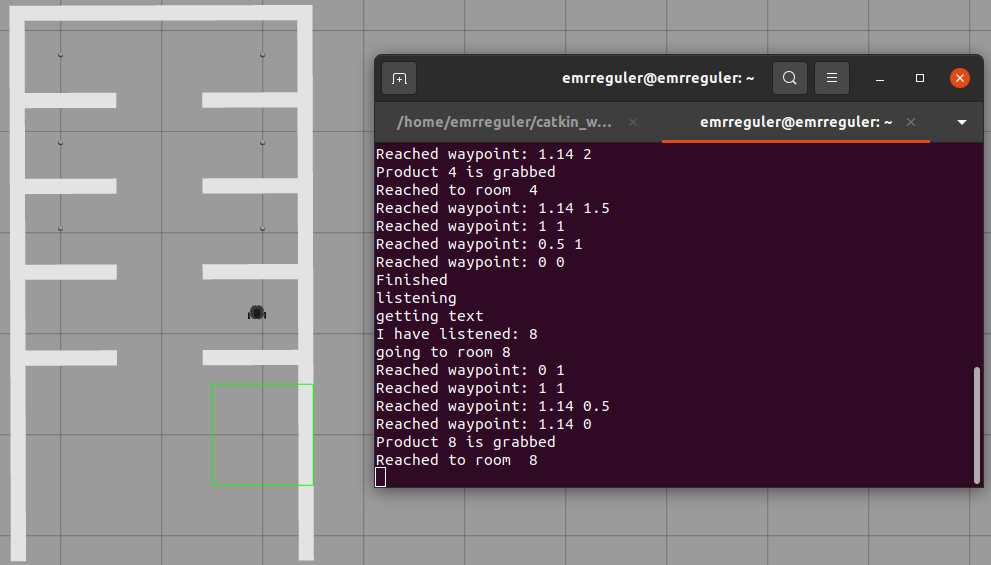 emrreguler@emrreguler: ~
/home/emrreguler/catkin_w...
emrreguler@emrreguler: ~
Reached waypoint: 1.14 2
Product 4 is grabbed
Reached to room  4
Reached waypoint: 1.14 1.5
Reached waypoint: 1 1
Reached waypoint: 0.5 1
Reached waypoint: 0 0
Finished
listening
getting text
I have listened: 8
going to room 8
Reached waypoint: 0 1
Reached waypoint: 1 1
Reached waypoint: 1.14 0.5
Reached waypoint: 1.14 0
Product 8 is grabbed
Reached to room  8